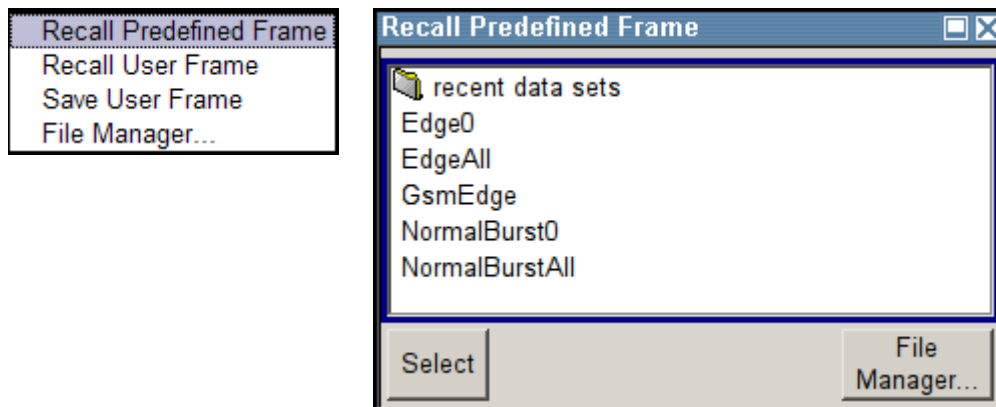 Recall Predefined Frame
Recall User Frame
Save User Frame
File Manager...
Recall Predefined Frame
recent data sets
Edge0
EdgeAll
GsmEdge
NormalBurst0
NormalBurstAll
Select
File
Manager...